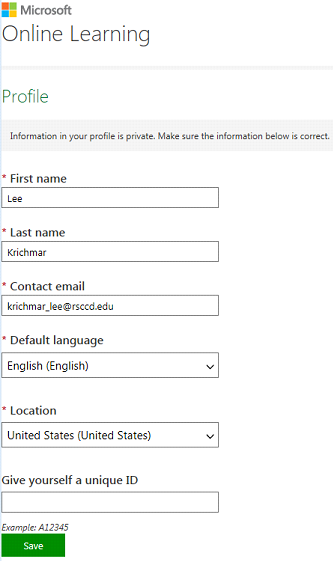 Microsoft
Online Learning
Profile
Information in your profile is private. Make sure the information below is correct.
* First name
Lee
* Last name
Krichmar
* Contact email
krichmar_lee@rsccd.edu
* Default language
English (English)
* Location
United States (United States)
Give yourself a unique ID
Example: A12345
Save